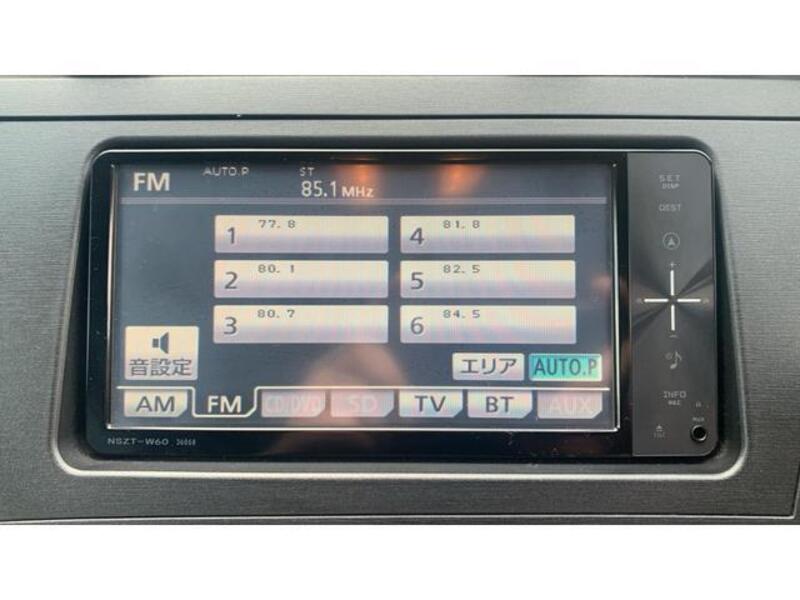 FM AUTO.P ST
85.1 MHz
1 77.8
4 81.8
2 80.1
5 82.5
3 80.7
6 84.5
音設定
エリア AUTO.P
AM FM CD/DVD SD TV BT AUX
NSZT-W60 36068
SET
DISP
DEST
+
−
INFO
AUX